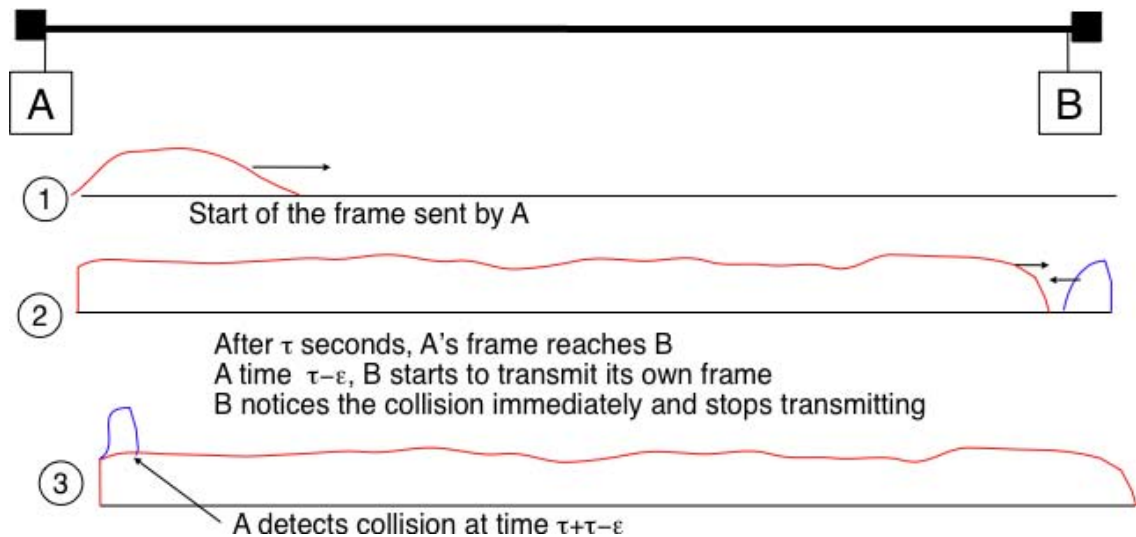 A
B
1
Start of the frame sent by A
2
After τ seconds, A's frame reaches B
A time τ−ε, B starts to transmit its own frame
B notices the collision immediately and stops transmitting
3
A detects collision at time τ+τ−ε